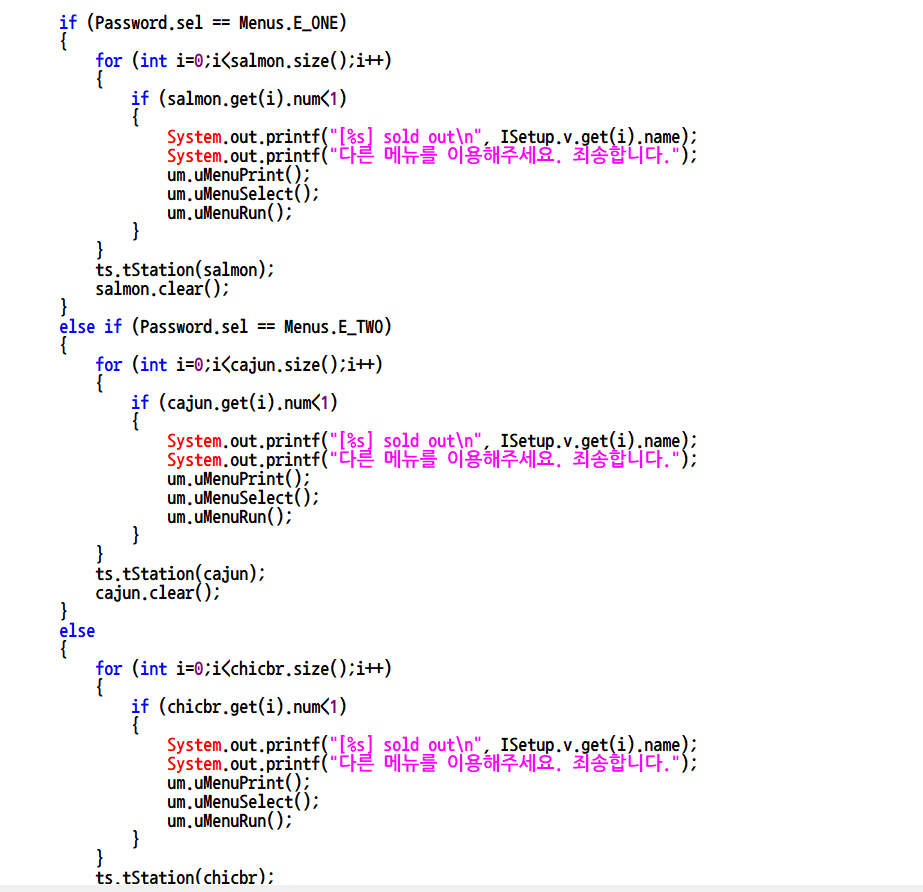 if (Password.sel == Menus.E_ONE)
{
for (int i=0;i<salmon.size();i++)
{
if (salmon.get(i).num<1)
{
System.out.printf("[%s] sold out\n", ISetup.v.get(i).name);
System.out.printf("다른 메뉴를 이용해주세요. 죄송합니다.");
um.uMenuPrint();
um.uMenuSelect();
um.uMenuRun();
}
}
ts.tStation(salmon);
salmon.clear();
}
else if (Password.sel == Menus.E_TWO)
{
for (int i=0;i<cajun.size();i++)
{
if (cajun.get(i).num<1)
{
System.out.printf("[%s] sold out\n", ISetup.v.get(i).name);
System.out.printf("다른 메뉴를 이용해주세요. 죄송합니다.");
um.uMenuPrint();
um.uMenuSelect();
um.uMenuRun();
}
}
ts.tStation(cajun);
cajun.clear();
}
else
{
for (int i=0;i<chicbr.size();i++)
{
if (chicbr.get(i).num<1)
{
System.out.printf("[%s] sold out\n", ISetup.v.get(i).name);
System.out.printf("다른 메뉴를 이용해주세요. 죄송합니다.");
um.uMenuPrint();
um.uMenuSelect();
um.uMenuRun();
}
}
ts.tStation(chicbr);